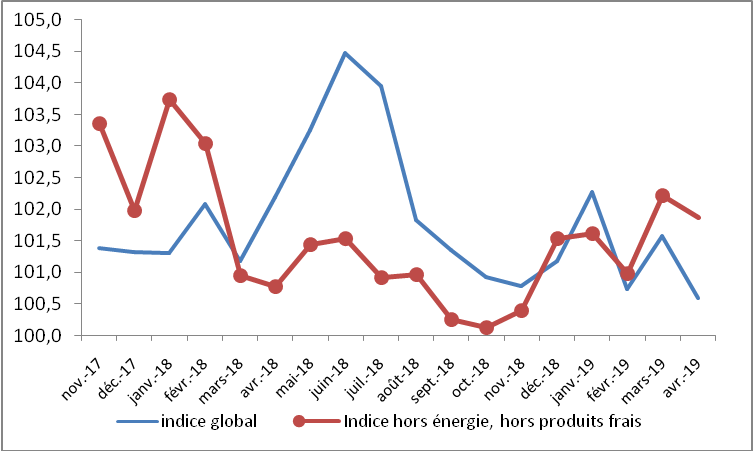 105,0
104,5
104,0
103,5
103,0
102,5
102,0
101,5
101,0
100,5
100,0
nov.-17
déc.-17
janv.-18
févr.-18
mars-18
avr.-18
mai-18
juin-18
juil.-18
août-18
sept.-18
oct.-18
nov.-18
déc.-18
janv.-19
févr.-19
mars-19
avr.-19
indice global
Indice hors énergie, hors produits frais